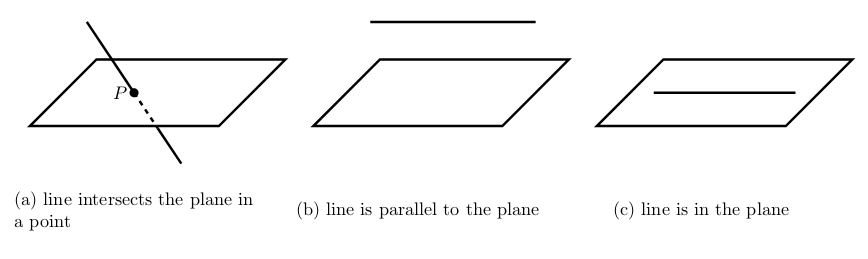 P
(a) line intersects the plane in
a point
(b) line is parallel to the plane
(c) line is in the plane